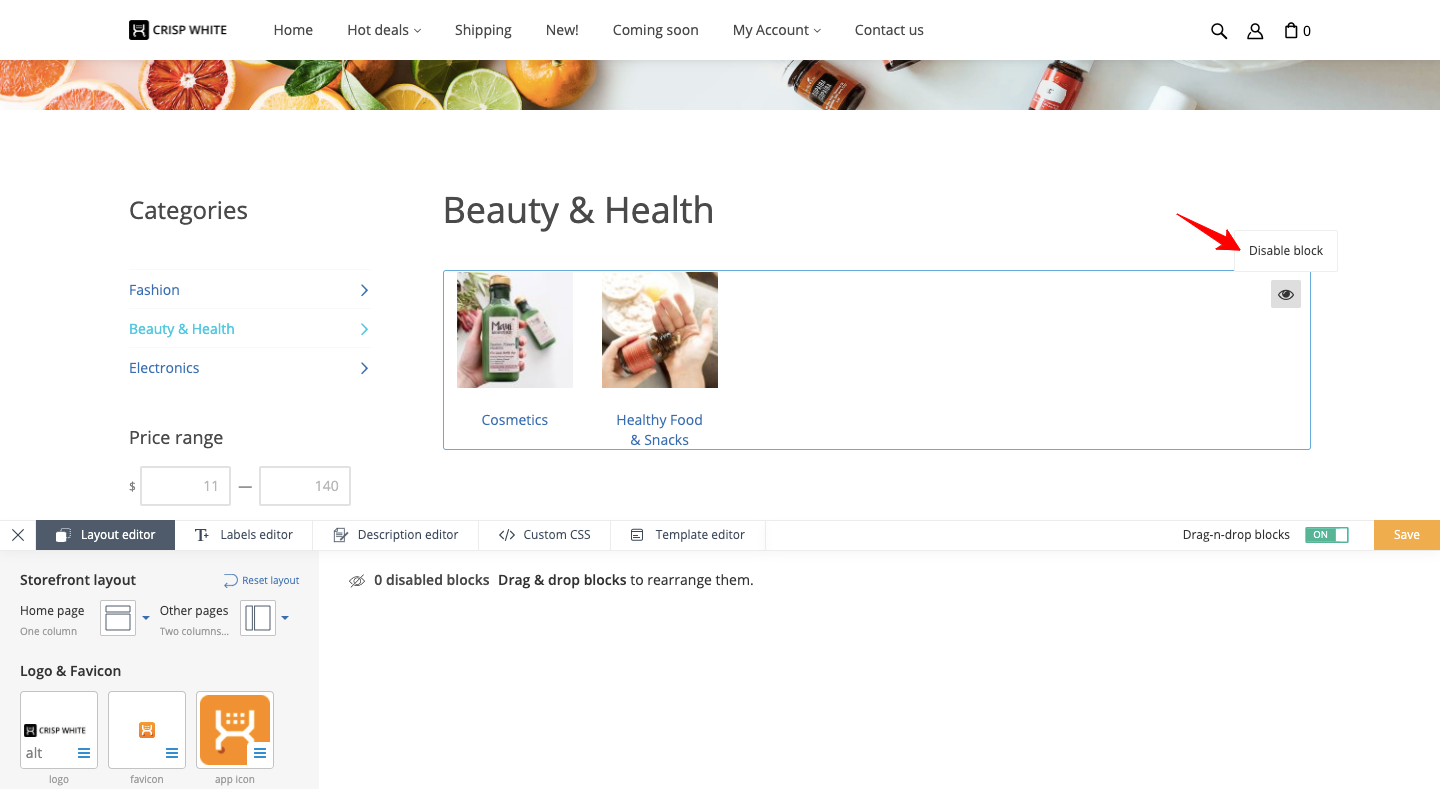 CRISP WHITE
Home
Hot deals
Shipping
New!
Coming soon
My Account
Contact us
0
Categories
Beauty & Health
Disable block
Fashion
Beauty & Health
Electronics
Cosmetics
Healthy Food
& Snacks
Price range
$ 11 — 140
Layout editor
Labels editor
Description editor
Custom CSS
Template editor
Drag-n-drop blocks
ON
Save
Storefront layout
Reset layout
0 disabled blocks Drag & drop blocks to rearrange them.
Home page
One column
Other pages
Two columns...
Logo & Favicon
CRISP WHITE
alt
logo
favicon
app icon